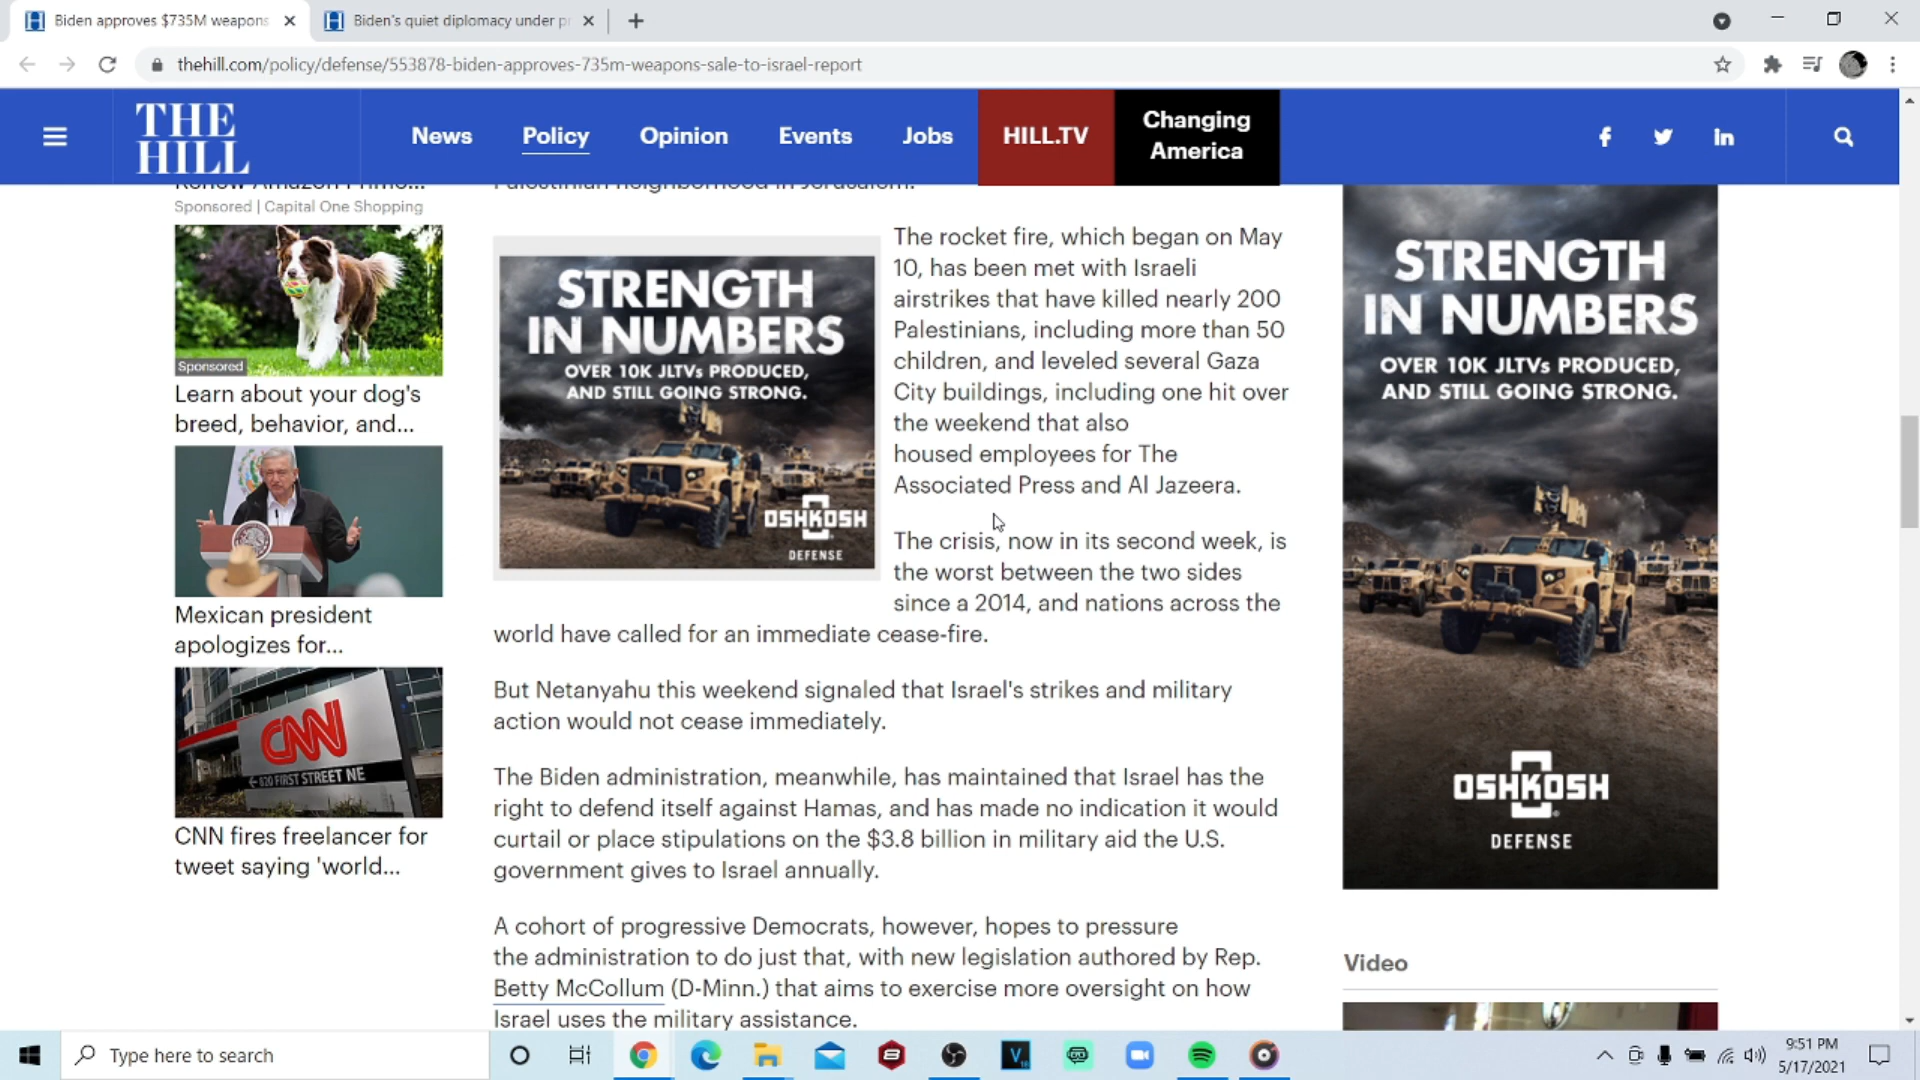 Biden approves $735M weapons
Biden's quiet diplomacy under p
thehill.com/policy/defense/553878-biden-approves-735m-weapons-sale-to-israel-report
THE
HILL
News
Policy
Opinion
Events
Jobs
HILL.TV
Changing
America
Renew Amazon Prime...
Sponsored | Capital One Shopping
Sponsored
Learn about your dog's
breed, behavior, and...
Mexican president
apologizes for...
CNN
820 FIRST STREET NE
CNN fires freelancer for
tweet saying 'world...
Palestinian neighborhood in Jerusalem.
STRENGTH
IN NUMBERS
OVER 10K JLTVs PRODUCED,
AND STILL GOING STRONG.
OSHKOSH
DEFENSE
The rocket fire, which began on May
10, has been met with Israeli
airstrikes that have killed nearly 200
Palestinians, including more than 50
children, and leveled several Gaza
City buildings, including one hit over
the weekend that also
housed employees for The
Associated Press and Al Jazeera.
The crisis, now in its second week, is
the worst between the two sides
since a 2014, and nations across the
world have called for an immediate cease-fire.
But Netanyahu this weekend signaled that Israel's strikes and military
action would not cease immediately.
The Biden administration, meanwhile, has maintained that Israel has the
right to defend itself against Hamas, and has made no indication it would
curtail or place stipulations on the $3.8 billion in military aid the U.S.
government gives to Israel annually.
A cohort of progressive Democrats, however, hopes to pressure
the administration to do just that, with new legislation authored by Rep.
Betty McCollum (D-Minn.) that aims to exercise more oversight on how
Israel uses the military assistance.
STRENGTH
IN NUMBERS
OVER 10K JLTVs PRODUCED,
AND STILL GOING STRONG.
OSHKOSH
DEFENSE
Video
Type here to search
9:51 PM
5/17/2021